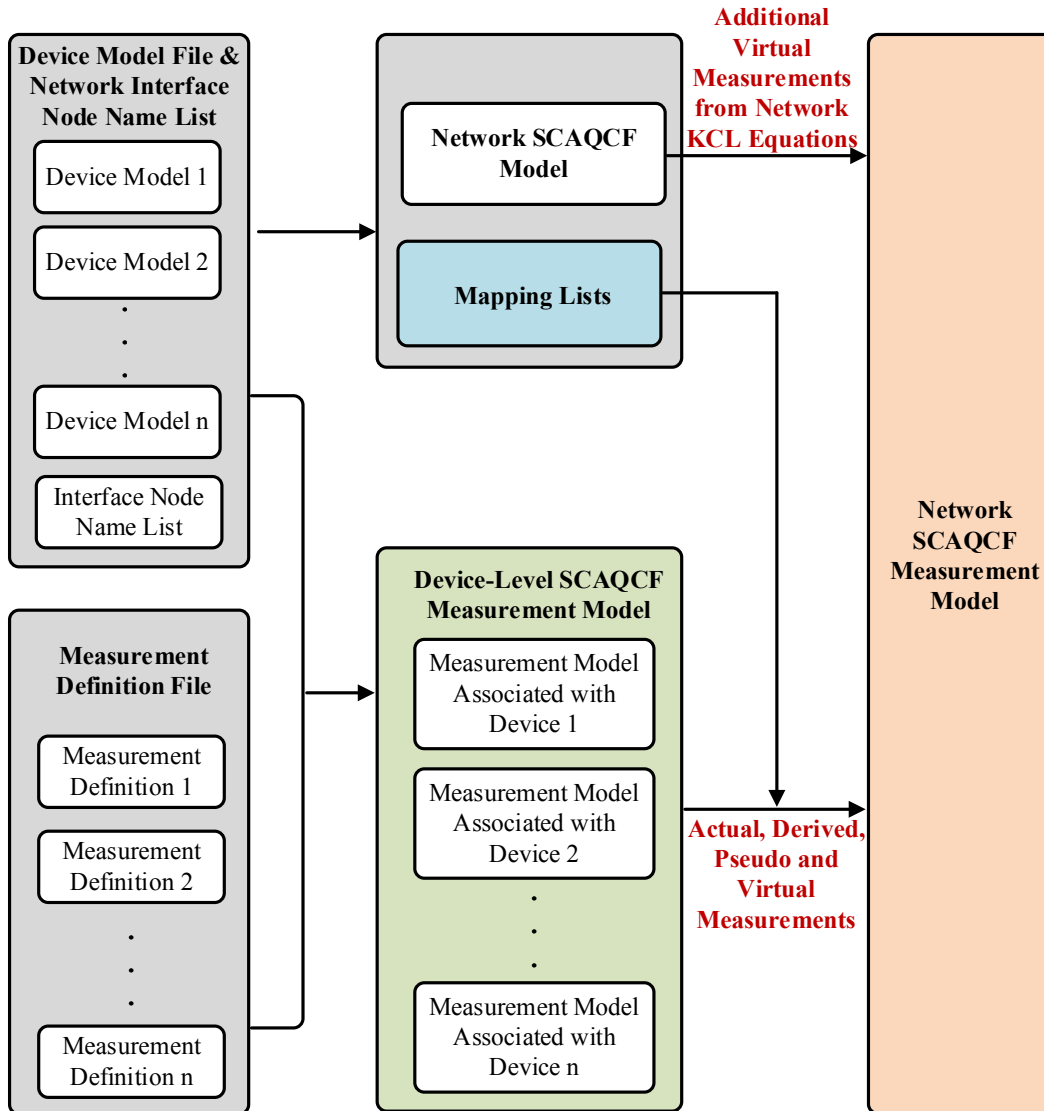 Device Model File &
Network Interface
Node Name List
Device Model 1
Device Model 2
.
.
.
Device Model n
Interface Node
Name List
Measurement
Definition File
Measurement
Definition 1
Measurement
Definition 2
.
.
.
Measurement
Definition n
Network SCAQCF
Model
Mapping Lists
Additional
Virtual
Measurements
from Network
KCL Equations
Device-Level SCAQCF
Measurement Model
Measurement Model
Associated with
Device 1
Measurement Model
Associated with
Device 2
.
.
.
Measurement Model
Associated with
Device n
Actual, Derived,
Pseudo and
Virtual
Measurements
Network
SCAQCF
Measurement
Model